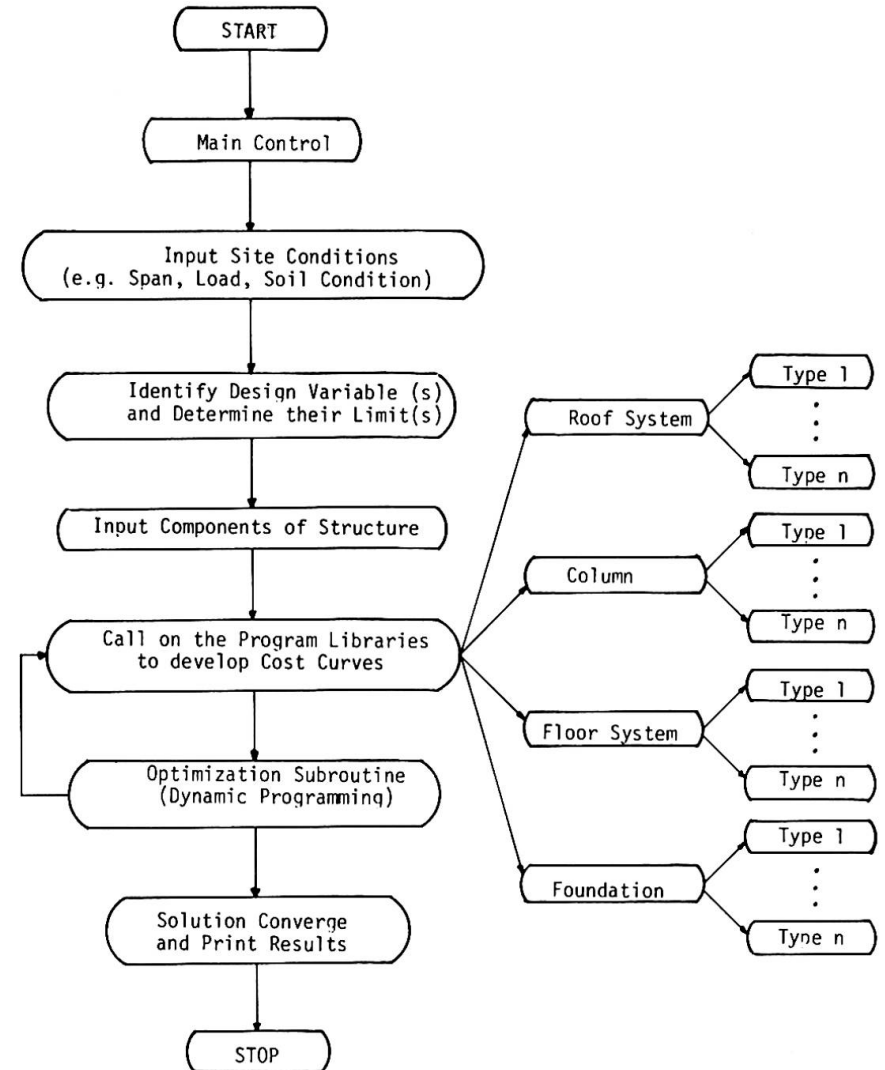 START
Main Control
Input Site Conditions
(e.g. Span, Load, Soil Condition)
Identify Design Variable (s)
and Determine their Limit(s)
Input Components of Structure
Call on the Program Libraries
to develop Cost Curves
Optimization Subroutine
(Dynamic Programming)
Solution Converge
and Print Results
STOP
Roof System
Type 1
Type n
Column
Type 1
Type n
Floor System
Type 1
Type n
Foundation
Type 1
Type n